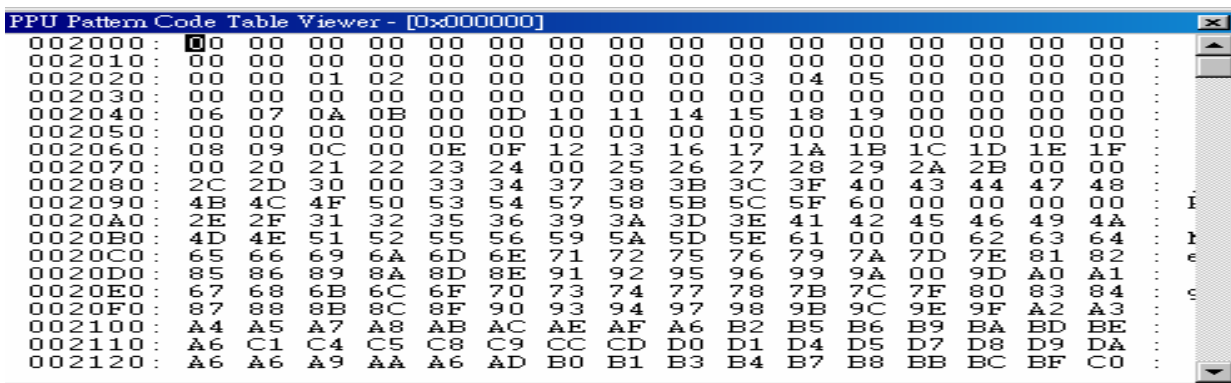 PPU Pattern Code Table Viewer - [0x000000]
002000: 00 00 00 00 00 00 00 00 00 00 00 00 00 00 00 00 :
002010: 00 00 00 00 00 00 00 00 00 00 00 00 00 00 00 00 :
002020: 00 00 01 02 00 00 00 00 00 03 04 05 00 00 00 00 :
002030: 00 00 00 00 00 00 00 00 00 00 00 00 00 00 00 00 :
002040: 06 07 0A 0B 00 0D 10 11 14 15 18 19 00 00 00 00 :
002050: 00 00 00 00 00 00 00 00 00 00 00 00 00 00 00 00 :
002060: 08 09 0C 00 0E 0F 12 13 16 17 1A 1B 1C 1D 1E 1F :
002070: 00 20 21 22 23 24 00 25 26 27 28 29 2A 2B 00 00 :
002080: 2C 2D 30 00 33 34 37 38 3B 3C 3F 40 43 44 47 48 :
002090: 4B 4C 4F 50 53 54 57 58 5B 5C 5F 60 00 00 00 00 :
0020A0: 2E 2F 31 32 35 36 39 3A 3D 3E 41 42 45 46 49 4A :
0020B0: 4D 4E 51 52 55 56 59 5A 5D 5E 61 00 00 62 63 64 :
0020C0: 65 66 69 6A 6D 6E 71 72 75 76 79 7A 7D 7E 81 82 :
0020D0: 85 86 89 8A 8D 8E 91 92 95 96 99 9A 00 9D A0 A1 :
0020E0: 67 68 6B 6C 6F 70 73 74 77 78 7B 7C 7F 80 83 84 :
0020F0: 87 88 8B 8C 8F 90 93 94 97 98 9B 9C 9E 9F A2 A3 :
002100: A4 A5 A7 A8 AB AC AE AF A6 B2 B5 B6 B9 BA BD BE :
002110: A6 C1 C4 C5 C8 C9 CC CD D0 D1 D4 D5 D7 D8 D9 DA :
002120: A6 A6 A9 AA A6 AD B0 B1 B3 B4 B7 B8 BB BC BF C0 :